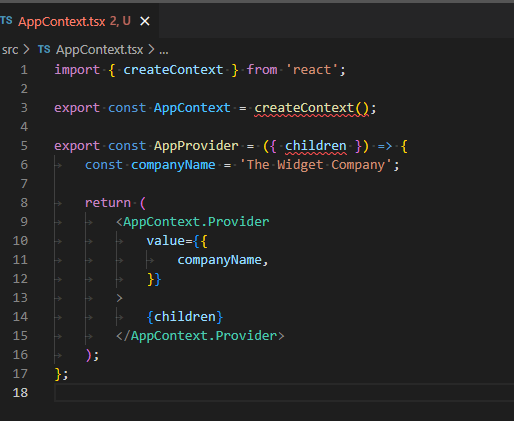 TS AppContext.tsx 2, U ×
src > TS AppContext.tsx > ...
1 import { createContext } from 'react';
2
3 export const AppContext = createContext();
4
5 export const AppProvider = ({ children }) => {
6 const companyName = 'The Widget Company';
7
8 return (
9 <AppContext.Provider
10 value={{
11 companyName,
12 }}
13 >
14 {children}
15 </AppContext.Provider>
16 );
17 };
18